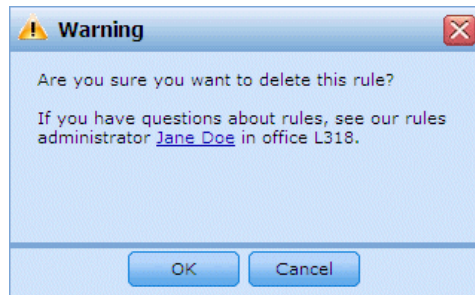 Warning
Are you sure you want to delete this rule?
If you have questions about rules, see our rules
administrator Jane Doe in office L318.
OK
Cancel